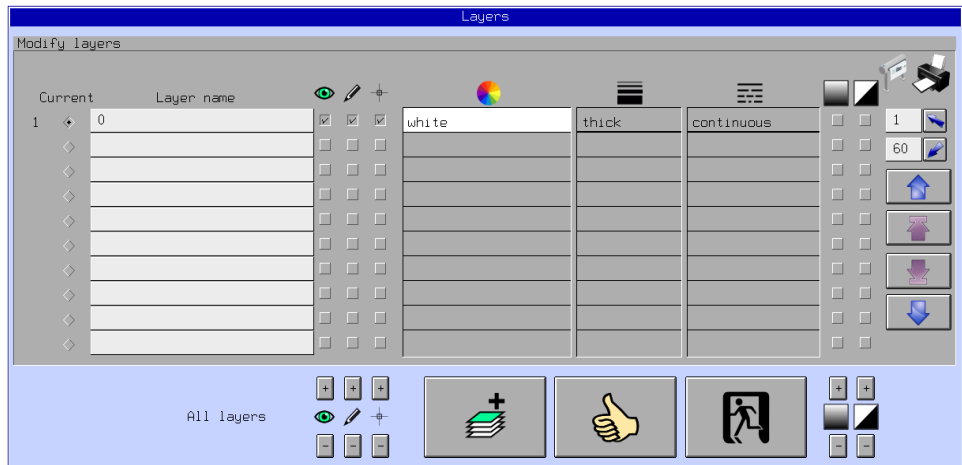 Layers
Modify layers
Current Layer name
1 0 white thick continuous 1
60
+ + + + +
All layers
- - - - -